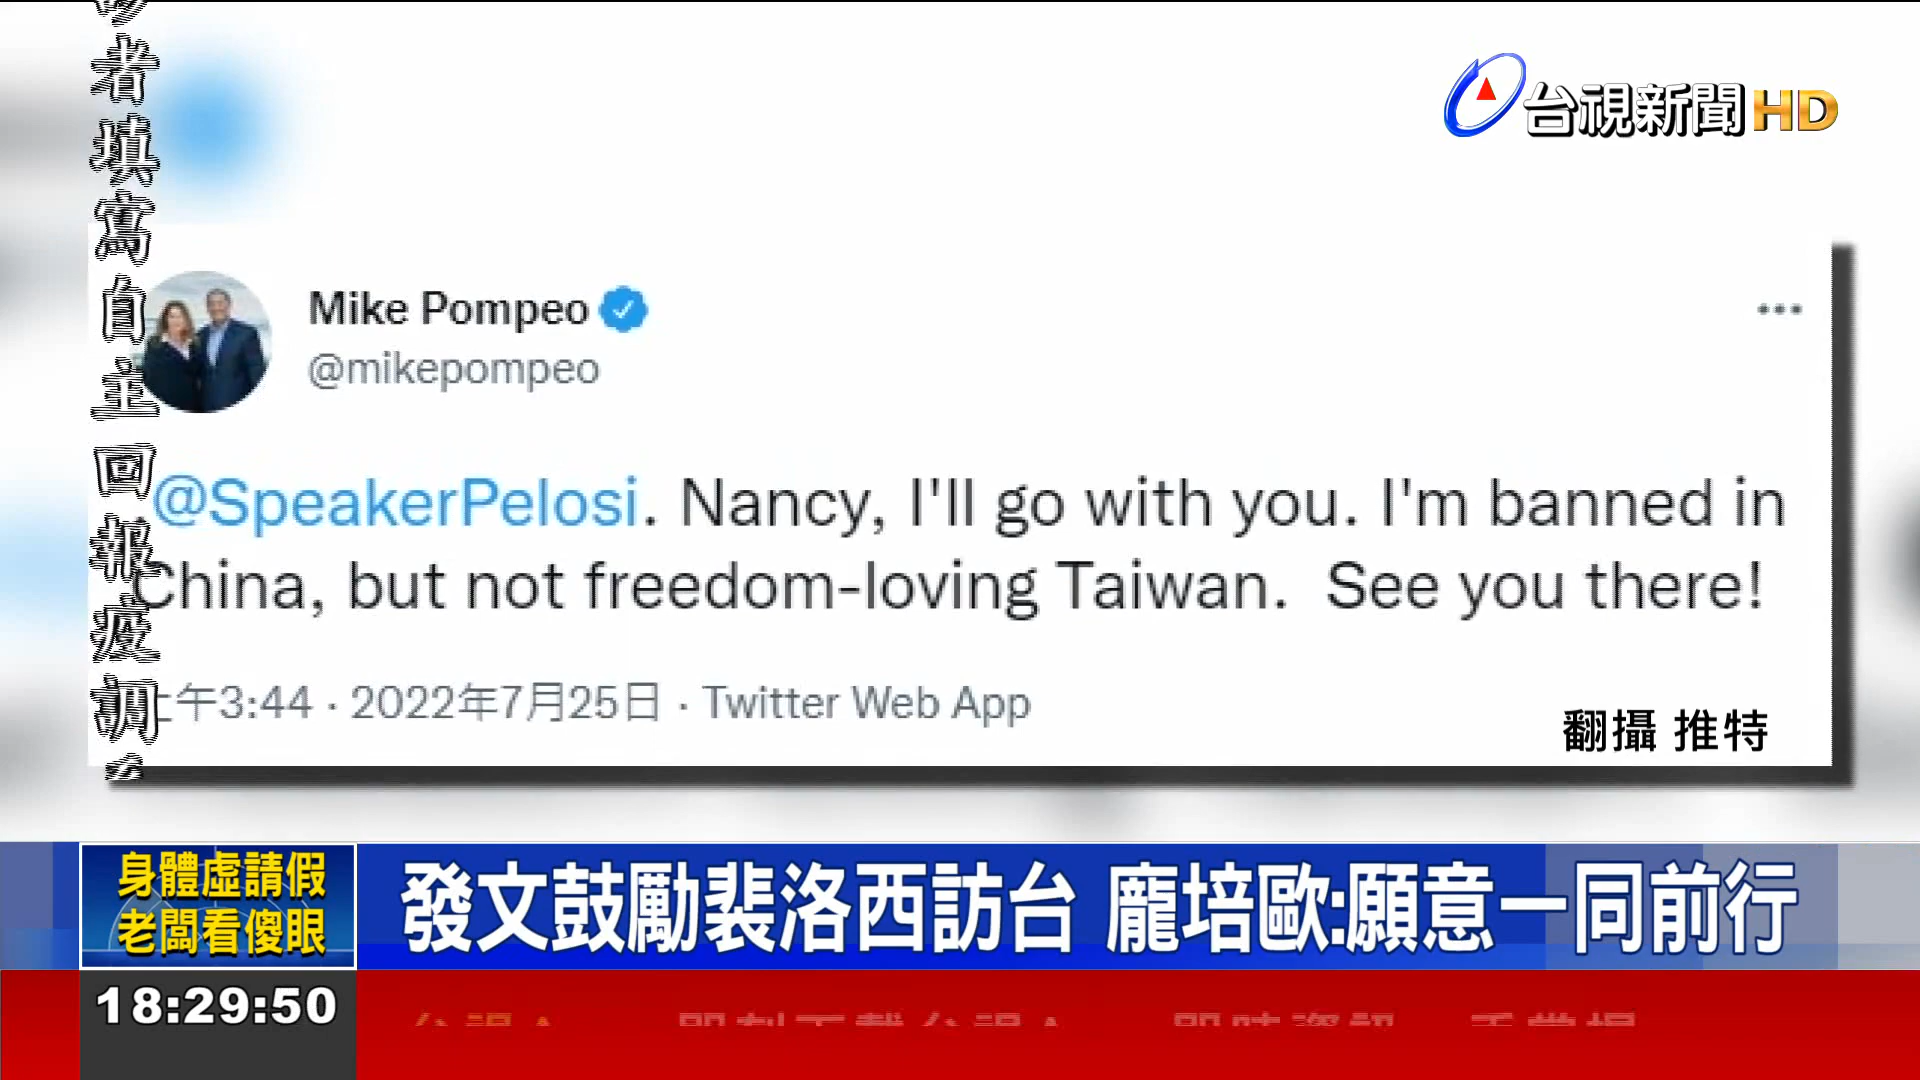 台視新聞HD
者填寫自主回報疫調
Mike Pompeo
@mikepompeo
@SpeakerPelosi. Nancy, I'll go with you. I'm banned in
China, but not freedom-loving Taiwan. See you there!
上午3:44 · 2022年7月25日 · Twitter Web App
翻攝 推特
身體虛請假
老闆看傻眼
發文鼓勵裴洛西訪台 龐培歐:願意一同前行
18:29:50